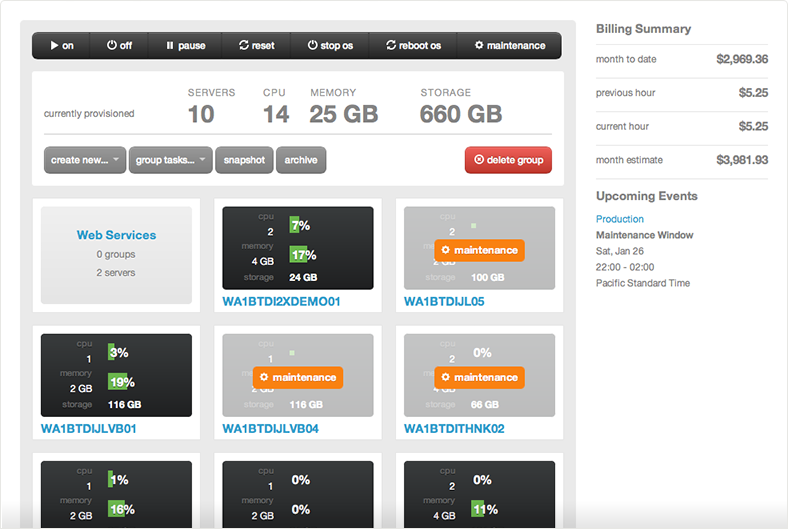 on off pause reset stop os reboot os maintenance
SERVERS CPU MEMORY STORAGE
currently provisioned 10 14 25 GB 660 GB
create new... group tasks... snapshot archive delete group
Web Services
0 groups
2 servers
cpu
2 7%
memory
4 GB 17%
storage 24 GB
WA1BTDI2XDEMO01
cpu
2
maintenance
storage 100 GB
WA1BTDIJL05
cpu
1 3%
memory
2 GB 19%
storage 116 GB
WA1BTDIJLVB01
cpu
1
maintenance
storage 116 GB
WA1BTDIJLVB04
cpu
2 0%
maintenance
storage 66 GB
WA1BTDITHNK02
cpu
1 1%
memory
2 GB 16%
cpu
1 0%
memory
2 GB 0%
cpu
2 0%
memory
4 GB 11%
Billing Summary
month to date $2,969.36
previous hour $5.25
current hour $5.25
month estimate $3,981.93
Upcoming Events
Production
Maintenance Window
Sat, Jan 26
22:00 - 02:00
Pacific Standard Time